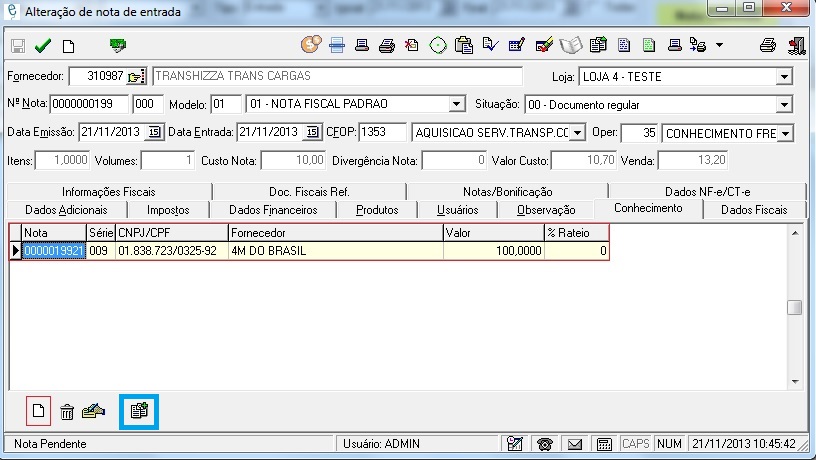 Alteração de nota de entrada
Fornecedor: 310987 TRANSHIZZA TRANS CARGAS Loja: LOJA 4 - TESTE
Nº Nota: 0000000199 000 Modelo: 01 01 - NOTA FISCAL PADRAO Situação: 00 - Documento regular
Data Emissão: 21/11/2013 15 Data Entrada: 21/11/2013 15 CFOP: 1353 AQUISICAO SERV.TRANSP.CC Oper: 35 CONHECIMENTO FRE
Itens: 1,0000 Volumes: 1 Custo Nota: 10,00 Divergência Nota: 0 Valor Custo: 10,70 Venda: 13,20
Informações Fiscais Doc. Fiscais Ref. Notas/Bonificação Dados NF-e/CT-e
Dados Adicionais Impostos Dados Financeiros Produtos Usuários Observação Conhecimento Dados Fiscais
Nota Série CNPJ/CPF Fornecedor Valor % Rateio
0000019921 009 01.838.723/0325-92 4M DO BRASIL 100,0000 0
Nota Pendente Usuário: ADMIN CAPS NUM 21/11/2013 10:45:42